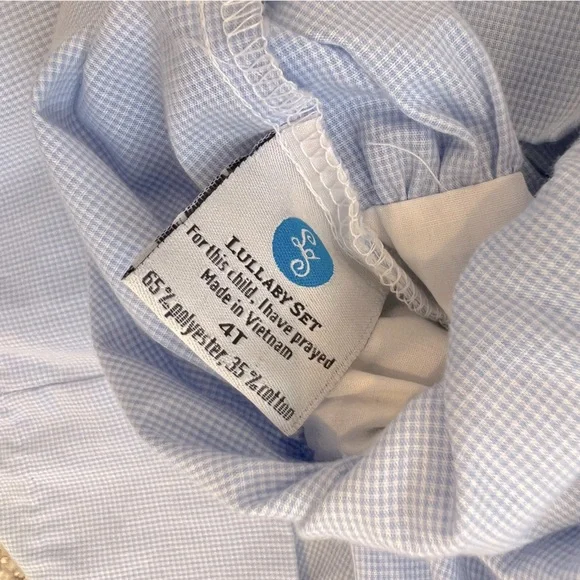 LULLABY SET
For this child, I have prayed
Made in Vietnam
4T
65% polyester, 35% cotton